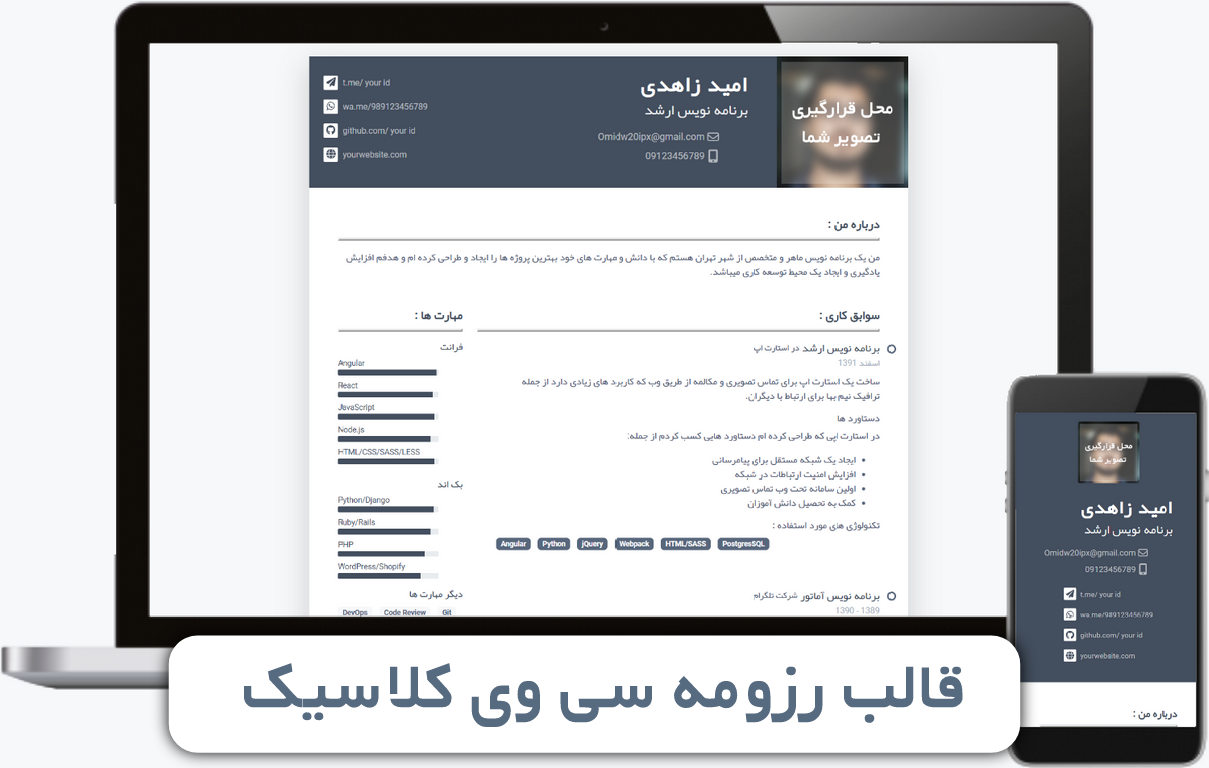 محل قرارگیری
تصویر شما
امید زاهدی
برنامه نویس ارشد
Omidw20ipx@gmail.com
09123456789
t.me/ your id
wa.me/989123456789
github.com/ your id
yourwebsite.com
درباره من :
من یک برنامه نویس ماهر و متخصص از شهر تهران هستم که با دانش و مهارت های خود بهترین پروژه ها را ایجاد و طراحی کرده ام و هدفم افزایش
یادگیری و ایجاد یک محیط توسعه کاری میباشد.
سوابق کاری :
برنامه نویس ارشد در استارت اپ
اسفند 1391
ساخت یک استارت اپ برای تماس تصویری و مکالمه از طریق وب که کاربرد های زیادی دارد از جمله
ترافیک نیم بها برای ارتباط با دیگران.
دستاورد ها
در استارت اپی که طراحی کرده ام دستاورد هایی کسب کردم از جمله:
ایجاد یک شبکه مستقل برای پیامرسانی
افزایش امنیت ارتباطات در شبکه
اولین سامانه تحت وب تماس تصویری
کمک به تحصیل دانش آموزان
تکنولوژی های مورد استفاده :
Angular Python jQuery Webpack HTML/SASS PostgresSQL
برنامه نویس آماتور شرکت تلگرام
1390 - 1389
مهارت ها :
فرانت
Angular
React
JavaScript
Node.js
HTML/CSS/SASS/LESS
بک اند
Python/Django
Ruby/Rails
PHP
WordPress/Shopify
دیگر مهارت ها
DevOps Code Review Git
محل قرارگیری
تصویر شما
امید زاهدی
برنامه نویس ارشد
Omidw20ipx@gmail.com
09123456789
t.me/ your id
wa.me/989123456789
github.com/ your id
yourwebsite.com
درباره من :
قالب رزومه سی وی کلاسیک